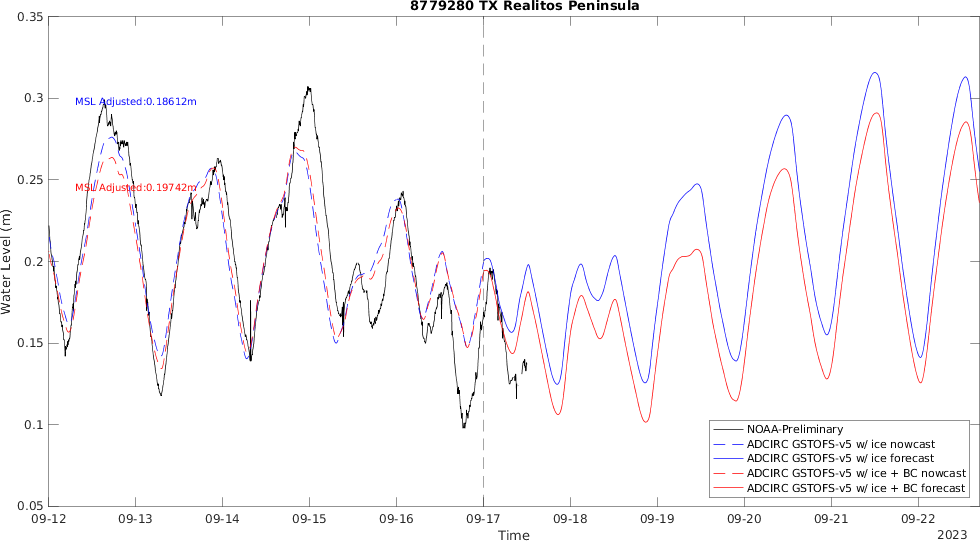 8779280 TX Realitos Peninsula
0.35
0.3
0.25
0.2
0.15
0.1
0.05
Water Level (m)
MSL Adjusted:0.18612m
MSL Adjusted:0.19742m
NOAA-Preliminary
ADCIRC GSTOFS-v5 w/ ice nowcast
ADCIRC GSTOFS-v5 w/ ice forecast
ADCIRC GSTOFS-v5 w/ ice + BC nowcast
ADCIRC GSTOFS-v5 w/ ice + BC forecast
09-12 09-13 09-14 09-15 09-16 09-17 09-18 09-19 09-20 09-21 09-22
Time
2023